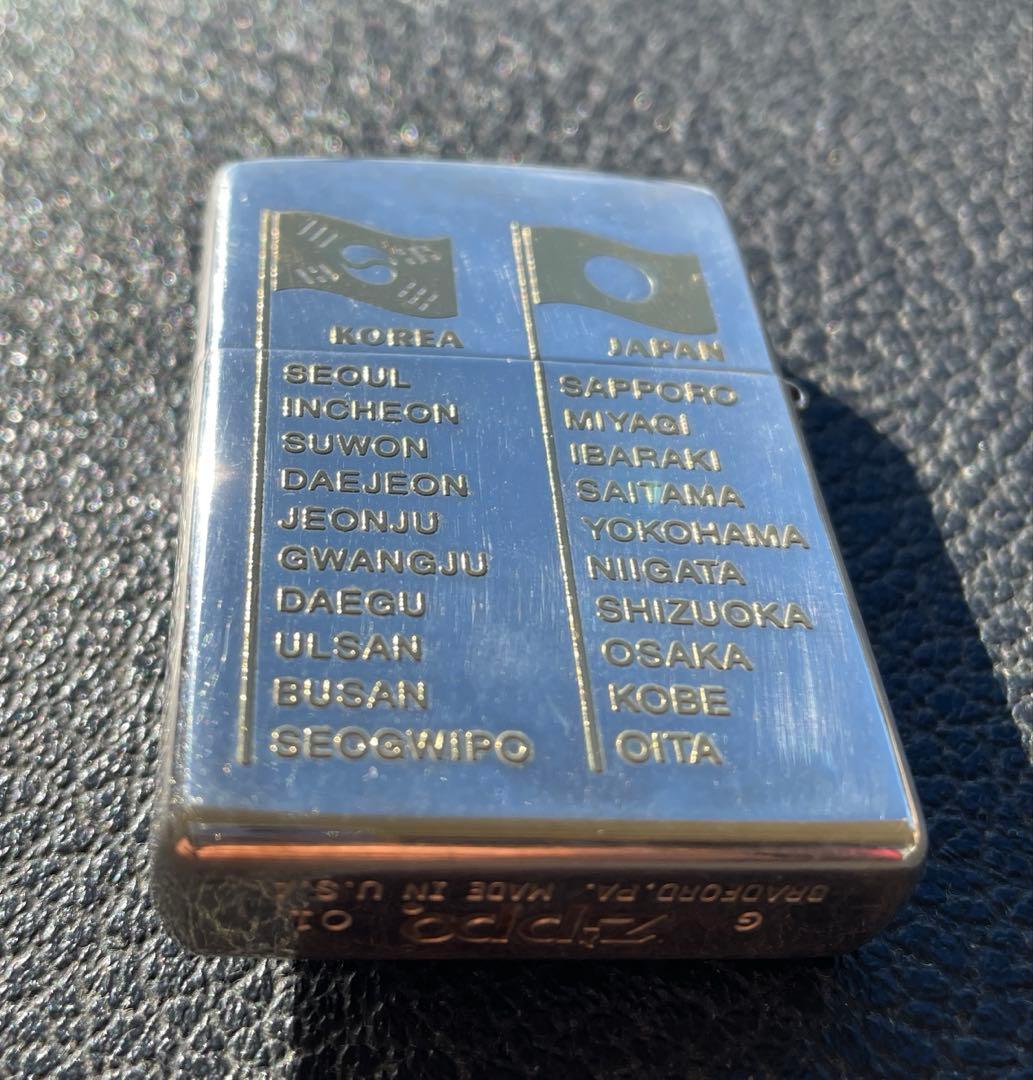 KOREA
SEOUL
INCHEON
SUWON
DAEJEON
JEONJU
GWANGJU
DAEGU
ULSAN
BUSAN
SEOGWIPO
JAPAN
SAPPORO
MIYAGI
IBARAKI
SAITAMA
YOKOHAMA
NIIGATA
SHIZUOKA
OSAKA
KOBE
OITA
G Zippo 01
BRADFORD, PA. MADE IN U.S.A